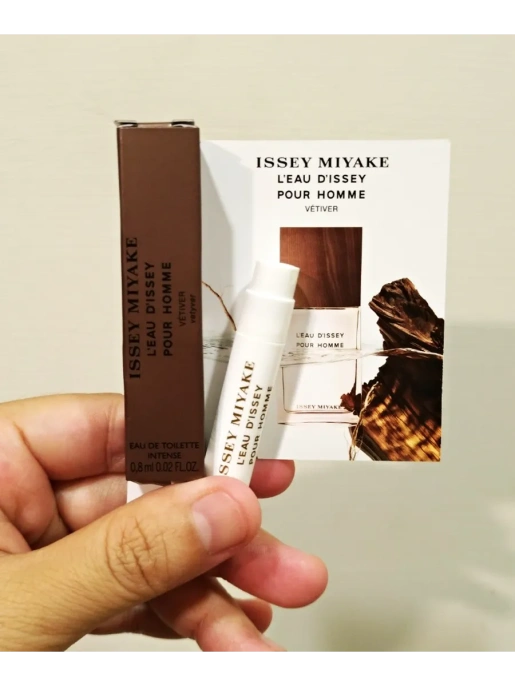 ISSEY MIYAKE
L'EAU D'ISSEY
POUR HOMME
VÉTIVER
vetyver
EAU DE TOILETTE
INTENSE
0,8 ml 0.02 FL.OZ.
ISSEY MIYAKE
L'EAU D'ISSEY
POUR HOMME
VÉTIVER
L'EAU D'ISSEY
POUR HOMME
ISSEY MIYAKE
ISSEY MIYAKE
L'EAU D'ISSEY
POUR HOMME